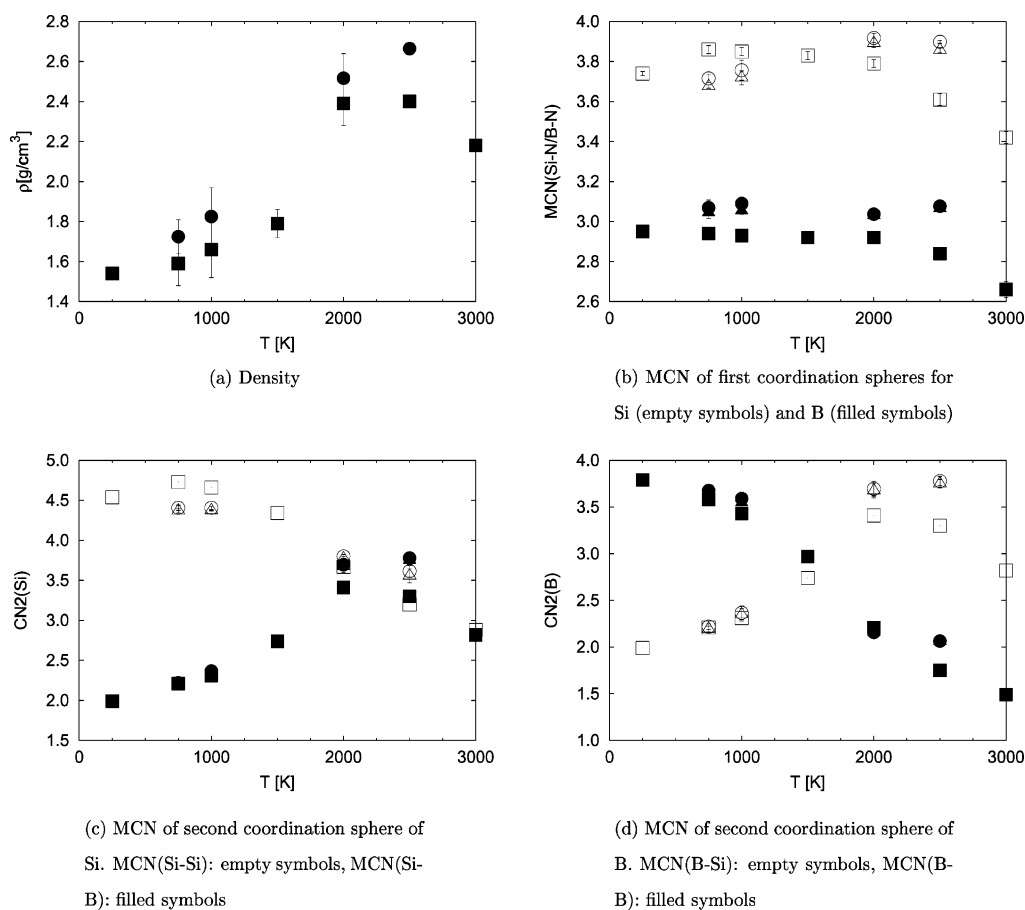 2.8
2.6
2.4
2.2
2.0
1.8
1.6
1.4
ρ[g/cm³]
0 1000 2000 3000
T [K]
(a) Density
4.0
3.8
3.6
3.4
3.2
3.0
2.8
2.6
MCN(Si-N/B-N)
0 1000 2000 3000
T [K]
(b) MCN of first coordination spheres for
Si (empty symbols) and B (filled symbols)
5.0
4.5
4.0
3.5
3.0
2.5
2.0
1.5
CN2(Si)
0 1000 2000 3000
T [K]
(c) MCN of second coordination sphere of
Si. MCN(Si-Si): empty symbols, MCN(Si-
B): filled symbols
4.0
3.5
3.0
2.5
2.0
1.5
1.0
CN2(B)
0 1000 2000 3000
T [K]
(d) MCN of second coordination sphere of
B. MCN(B-Si): empty symbols, MCN(B-
B): filled symbols